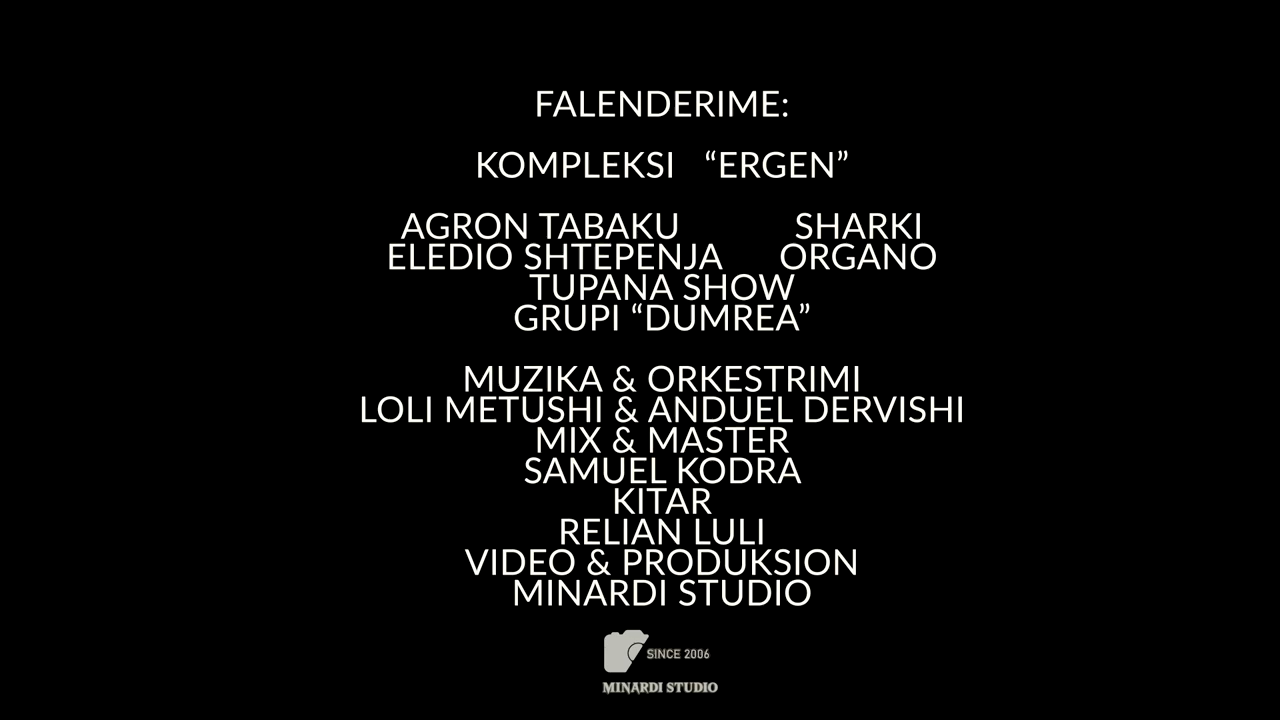 FALENDERIME:
KOMPLEKSI “ERGEN”
AGRON TABAKU SHARKI
ELEDIO SHTEPENJA ORGANO
TUPANA SHOW
GRUPI “DUMREA”
MUZIKA & ORKESTRIMI
LOLI METUSHI & ANDUEL DERVISHI
MIX & MASTER
SAMUEL KODRA
KITAR
RELIAN LULI
VIDEO & PRODUKSION
MINARDI STUDIO
SINCE 2006
MINARDI STUDIO